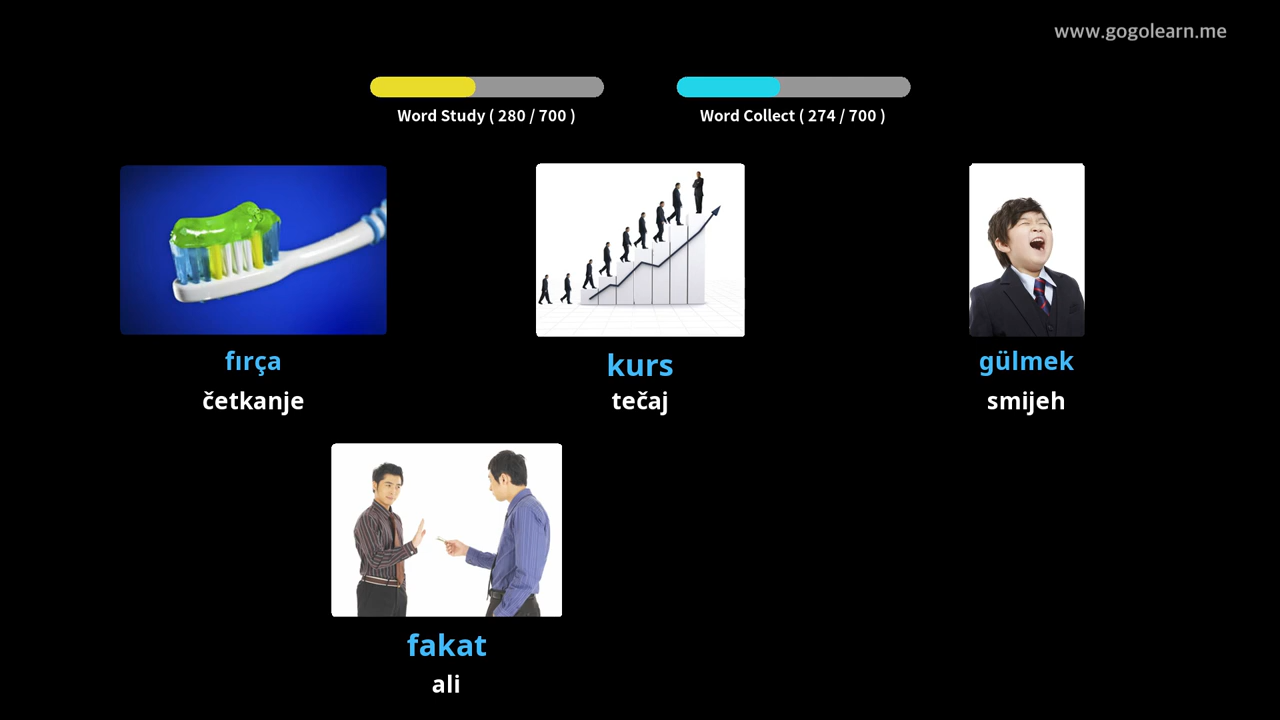 www.gogolearn.me
Word Study ( 280 / 700 )
Word Collect ( 274 / 700 )
fırça
četkanje
kurs
tečaj
gülmek
smijeh
fakat
ali